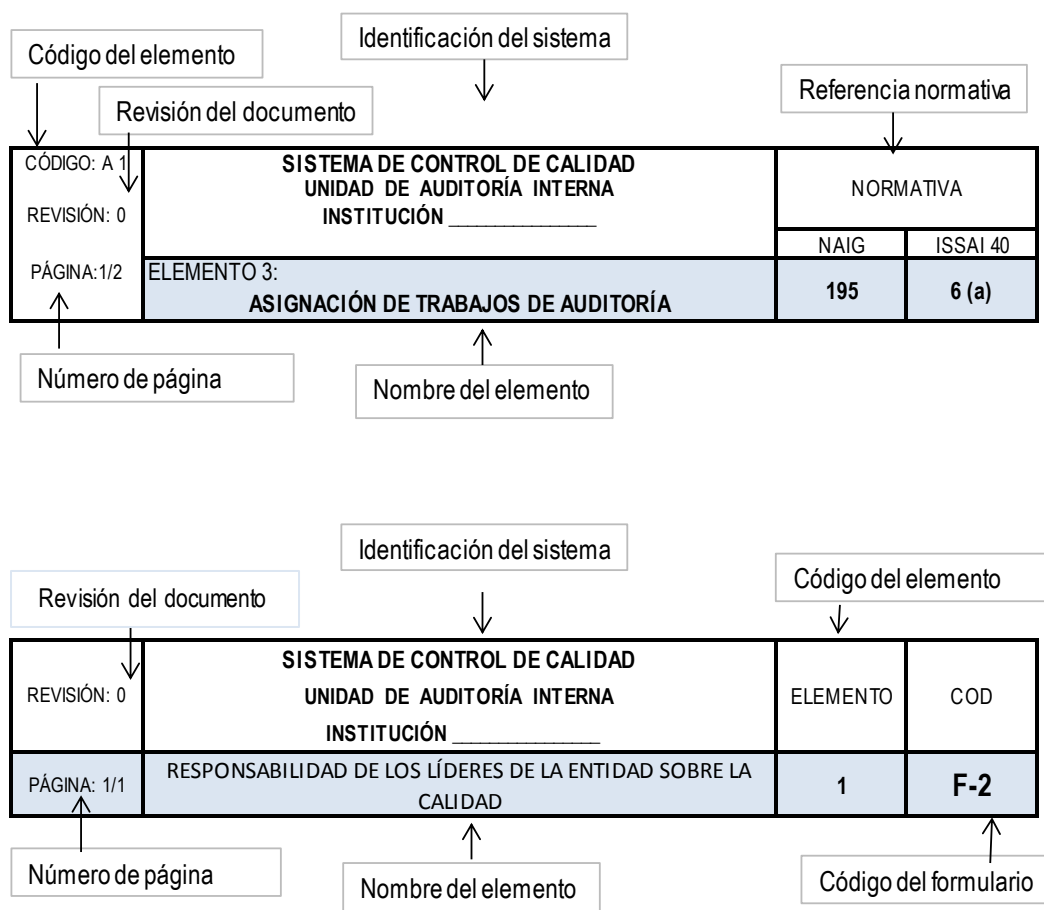 Identificación del sistema
Código del elemento
Referencia normativa
Revisión del documento
CÓDIGO: A 1
REVISIÓN: 0
PÁGINA:1/2
SISTEMA DE CONTROL DE CALIDAD
UNIDAD DE AUDITORÍA INTERNA
INSTITUCIÓN ________________
NORMATIVA
NAIG
ISSAI 40
ELEMENTO 3:
ASIGNACIÓN DE TRABAJOS DE AUDITORÍA
195
6 (a)
Número de página
Nombre del elemento
Identificación del sistema
Código del elemento
Revisión del documento
REVISIÓN: 0
SISTEMA DE CONTROL DE CALIDAD
UNIDAD DE AUDITORÍA INTERNA
INSTITUCIÓN ________________
ELEMENTO
COD
PÁGINA: 1/1
RESPONSABILIDAD DE LOS LÍDERES DE LA ENTIDAD SOBRE LA
CALIDAD
1
F-2
Número de página
Nombre del elemento
Código del formulario